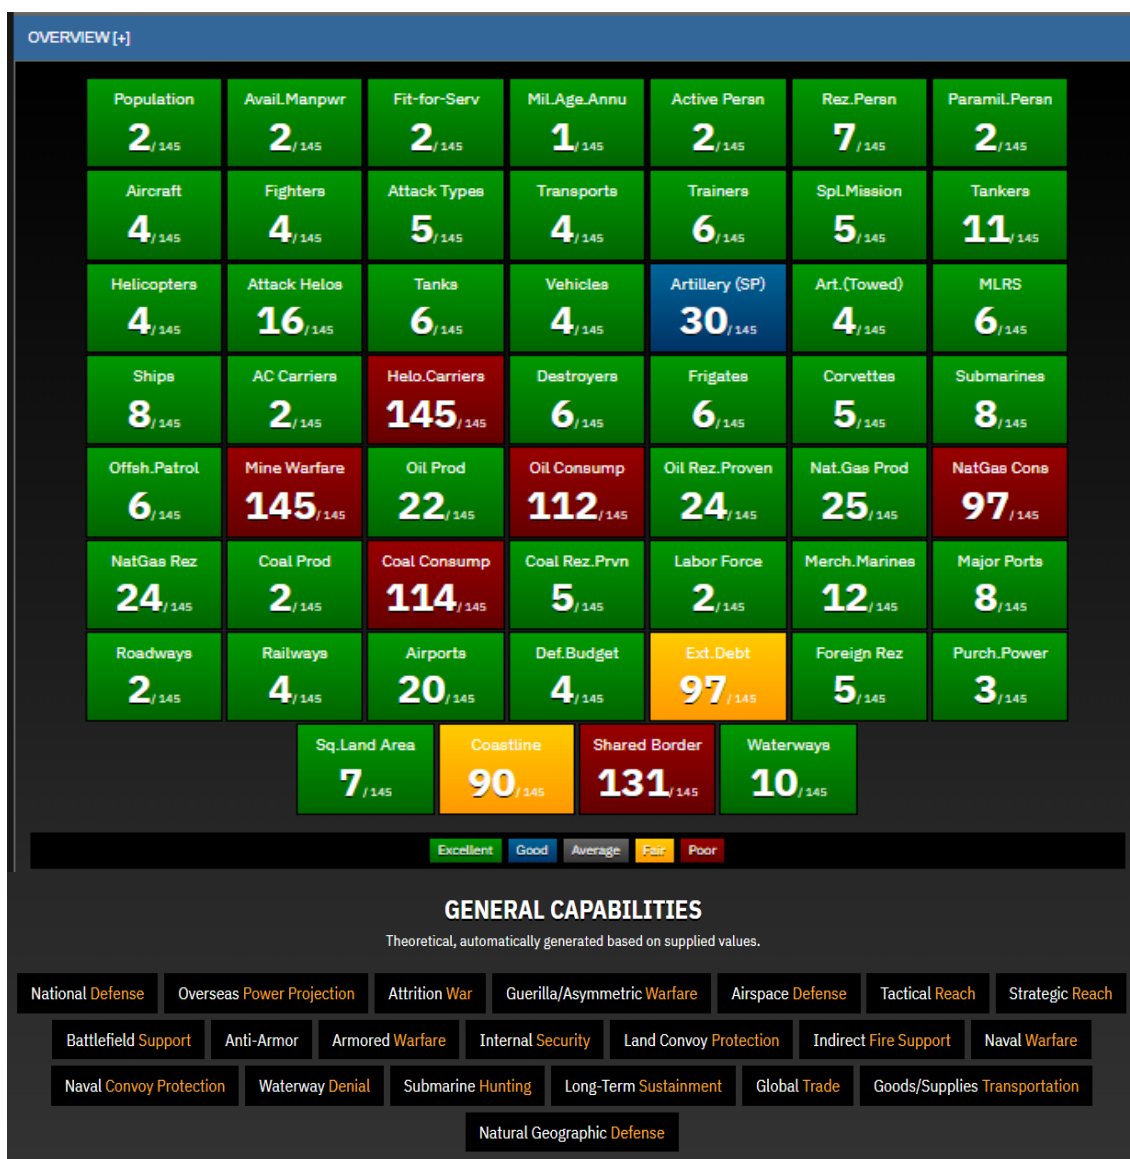 OVERVIEW [+]
Population Avail.Manpwr Fit-for-Serv Mil.Age.Annu Active Persn Rez.Persn Paramil.Persn
2/ 145 2/ 145 2/ 145 1/ 145 2/ 145 7/ 145 2/ 145
Aircraft Fighters Attack Types Transports Trainers Spl.Mission Tankers
4/ 145 4/ 145 5/ 145 4/ 145 6/ 145 5/ 145 11/ 145
Helicopters Attack Helos Tanks Vehicles Artillery (SP) Art.(Towed) MLRS
4/ 145 16/ 145 6/ 145 4/ 145 30/ 145 4/ 145 6/ 145
Ships AC Carriers Helo.Carriers Destroyers Frigates Corvettes Submarines
8/ 145 2/ 145 145/ 145 6/ 145 6/ 145 5/ 145 8/ 145
Offsh.Patrol Mine Warfare Oil Prod Oil Consump Oil Rez.Proven Nat.Gas Prod NatGas Cons
6/ 145 145/ 145 22/ 145 112/ 145 24/ 145 25/ 145 97/ 145
NatGas Rez Coal Prod Coal Consump Coal Rez.Prvn Labor Force Merch.Marines Major Ports
24/ 145 2/ 145 114/ 145 5/ 145 2/ 145 12/ 145 8/ 145
Roadways Railways Airports Def.Budget Ext.Debt Foreign Rez Purch.Power
2/ 145 4/ 145 20/ 145 4/ 145 97/ 145 5/ 145 3/ 145
Sq.Land Area Coastline Shared Border Waterways
7/ 145 90/ 145 131/ 145 10/ 145
Excellent Good Average Fair Poor
GENERAL CAPABILITIES
Theoretical, automatically generated based on supplied values.
National Defense Overseas Power Projection Attrition War Guerilla/Asymmetric Warfare Airspace Defense Tactical Reach Strategic Reach
Battlefield Support Anti-Armor Armored Warfare Internal Security Land Convoy Protection Indirect Fire Support Naval Warfare
Naval Convoy Protection Waterway Denial Submarine Hunting Long-Term Sustainment Global Trade Goods/Supplies Transportation
Natural Geographic Defense